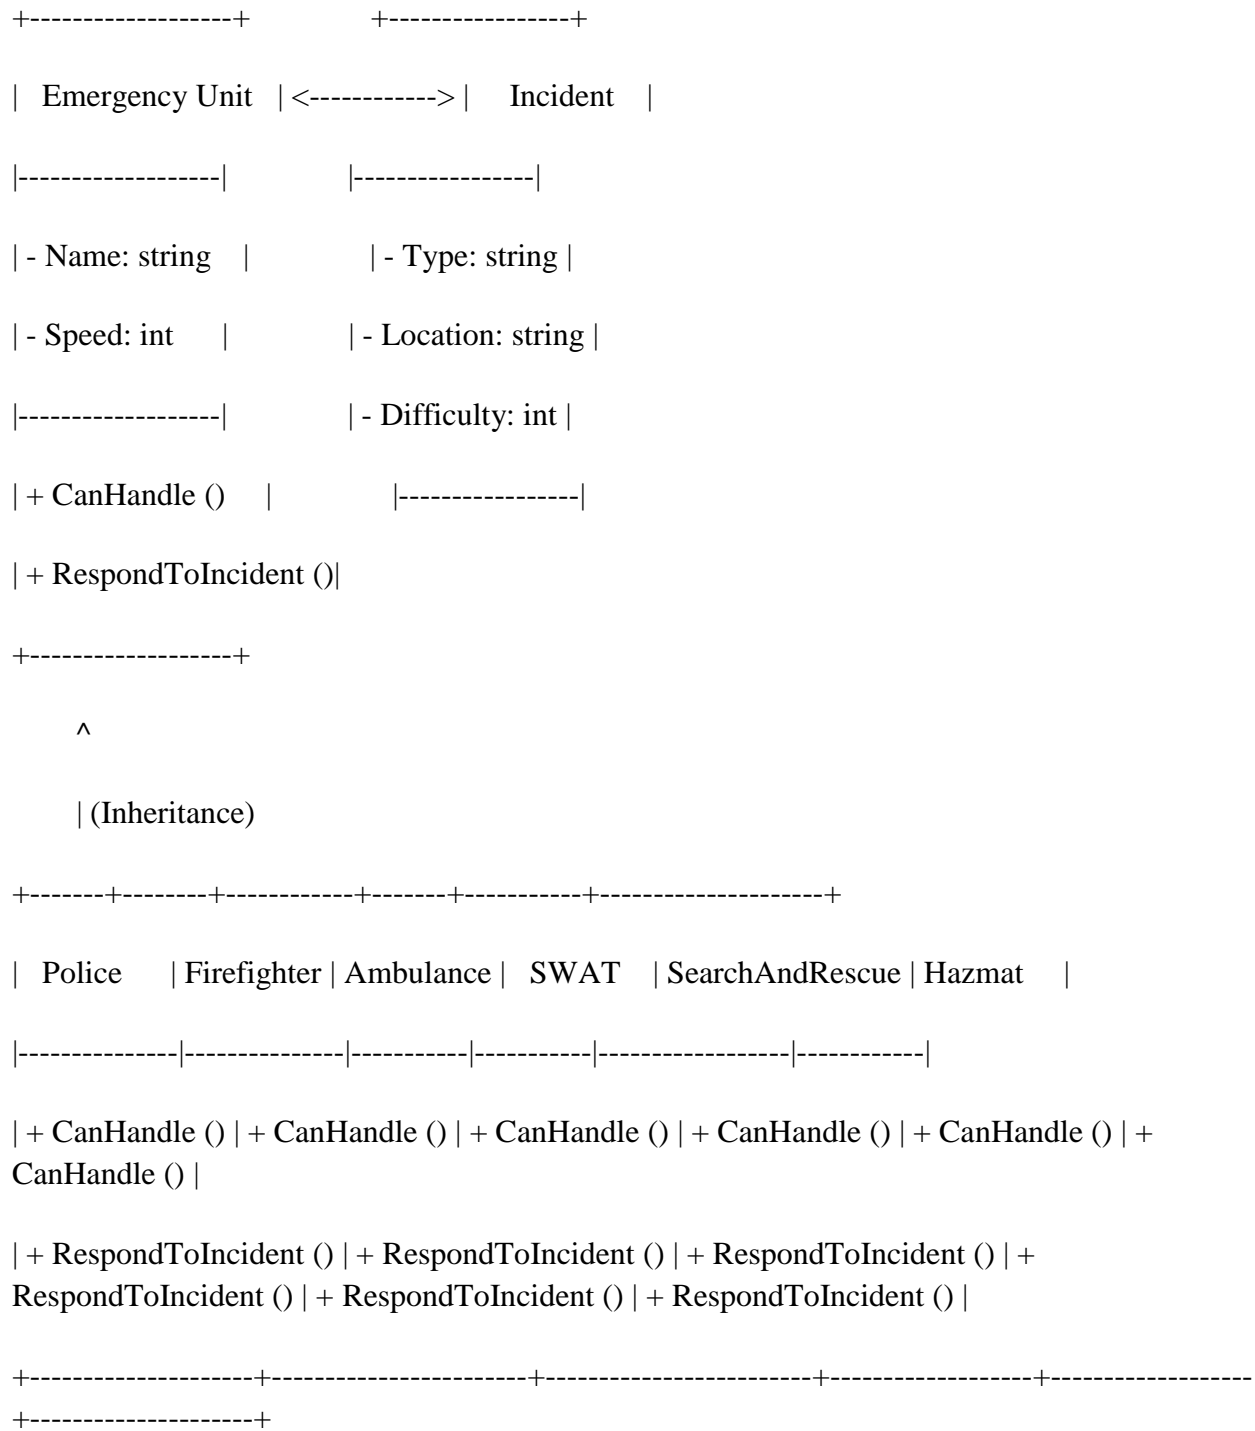 +-------------------+ +-----------------+
| Emergency Unit | <------------> | Incident |
|-------------------| |-----------------|
| - Name: string | | - Type: string |
| - Speed: int | | - Location: string |
|-------------------| | - Difficulty: int |
| + CanHandle () | |-----------------|
| + RespondToIncident ()|
+-------------------+
^
| (Inheritance)
+-------+--------+------------+-------+-----------+---------------------+
| Police | Firefighter | Ambulance | SWAT | SearchAndRescue | Hazmat |
|---------------|---------------|-----------|-----------|------------------|------------|
| + CanHandle () | + CanHandle () | + CanHandle () | + CanHandle () | + CanHandle () | +
CanHandle () |
| + RespondToIncident () | + RespondToIncident () | + RespondToIncident () | +
RespondToIncident () | + RespondToIncident () | + RespondToIncident () |
+---------------------+------------------------+-------------------------+-------------------+-------------------
+---------------------+